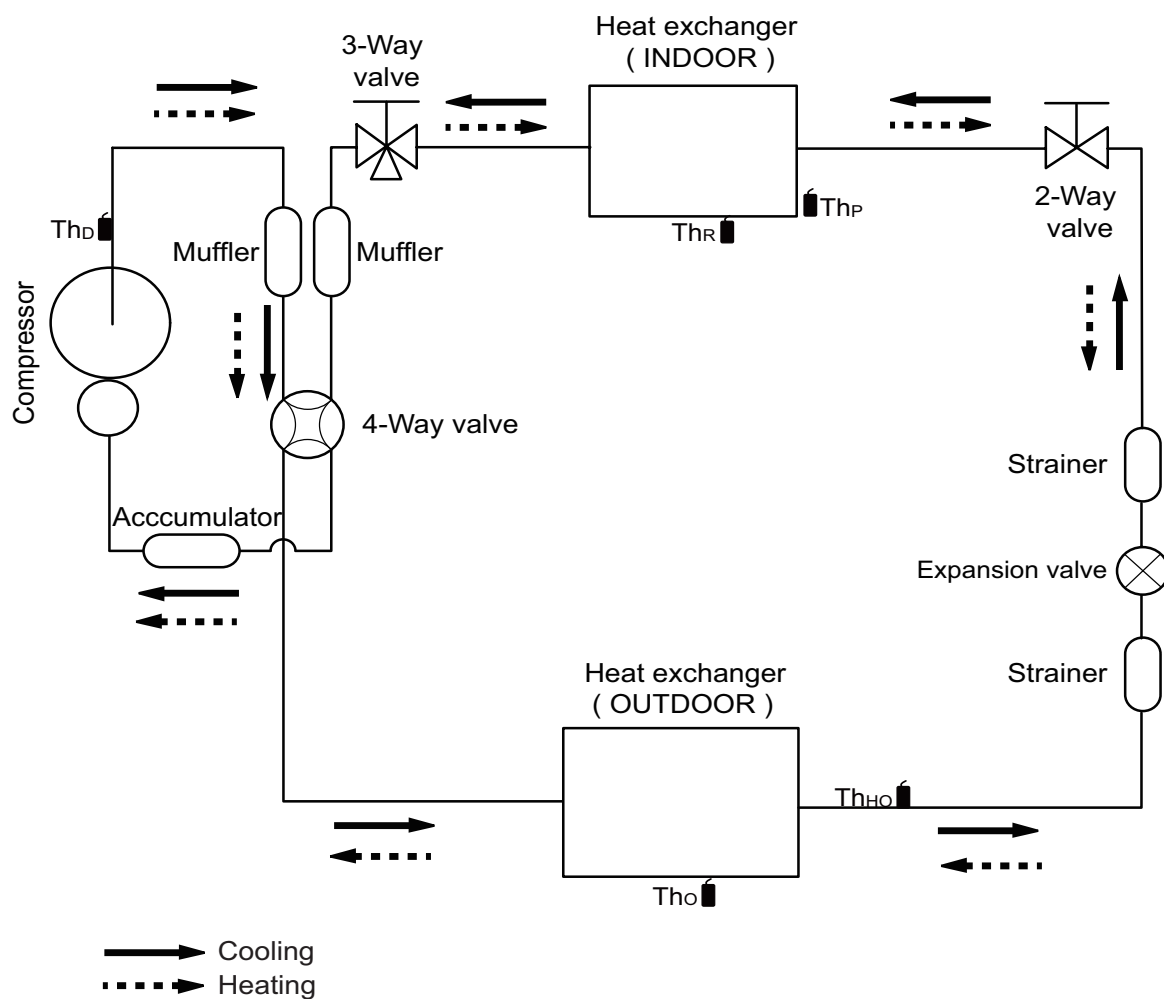 Heat exchanger
( INDOOR )
3-Way
valve
2-Way
valve
ThD
ThP
ThR
Muffler
Muffler
Compressor
4-Way valve
Strainer
Acccumulator
Expansion valve
Heat exchanger
( OUTDOOR )
Strainer
ThHO
ThO
Cooling
Heating